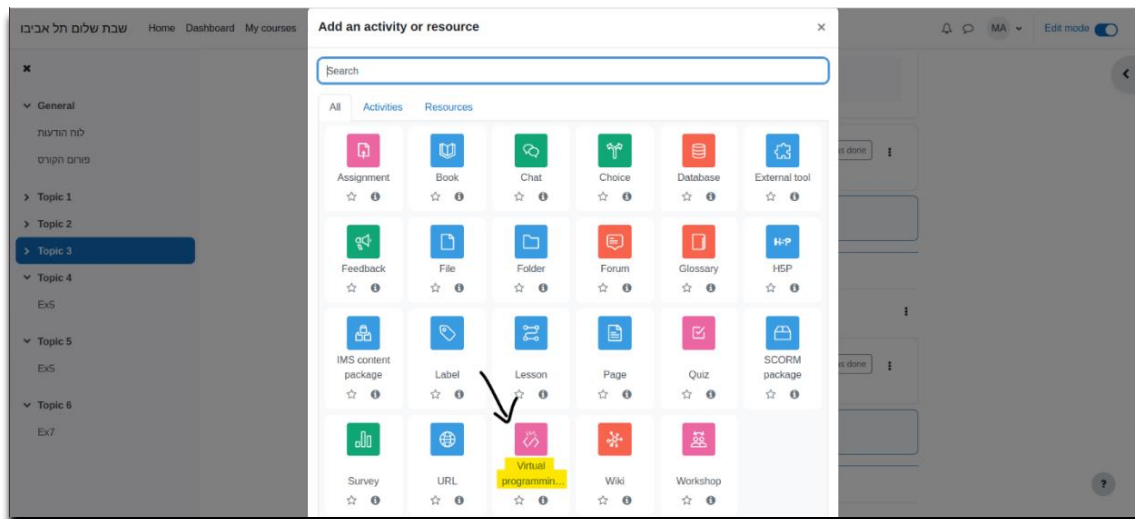 שבת שלום תל אביבו
Home Dashboard My courses
MA
Edit mode
General
לוח הודעות
פורום הקורס
Topic 1
Topic 2
Topic 3
Topic 4
Ex5
Topic 5
Ex5
Topic 6
Ex7
Add an activity or resource
Search
All Activities Resources
Assignment Book Chat Choice Database External tool
Feedback File Folder Forum Glossary H5P
IMS content
package Label Lesson Page Quiz SCORM
package
Survey URL Virtual
programmin... Wiki Workshop
s done
s done
?